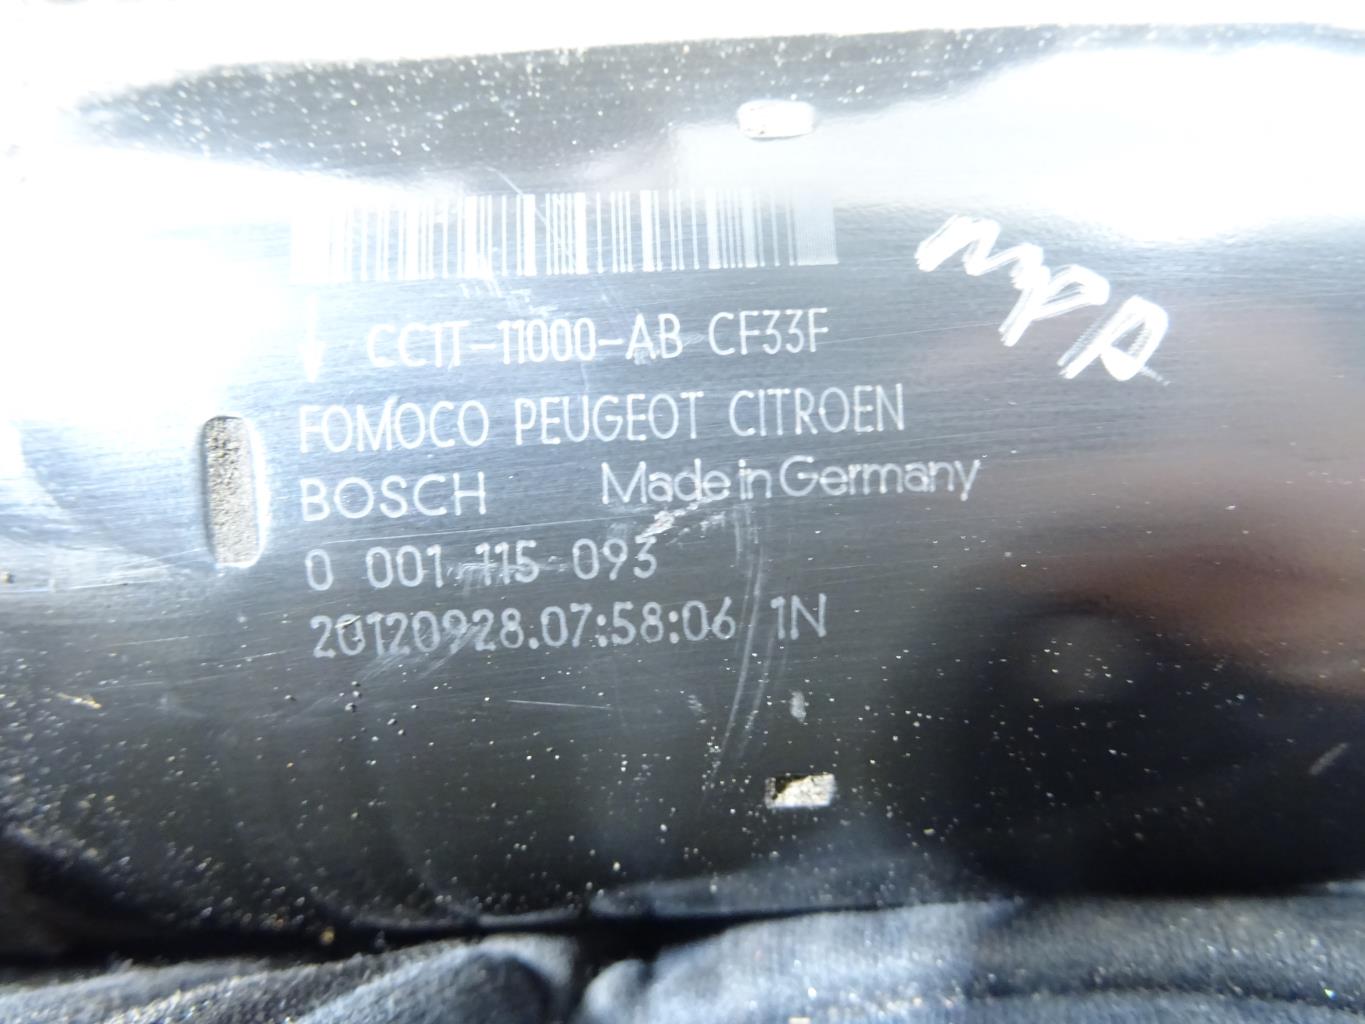 CC1T-11000-AB CF33F
FOMOCO PEUGEOT CITROEN
BOSCH Made in Germany
0 001 115 093
20120928.07:58:06 1N